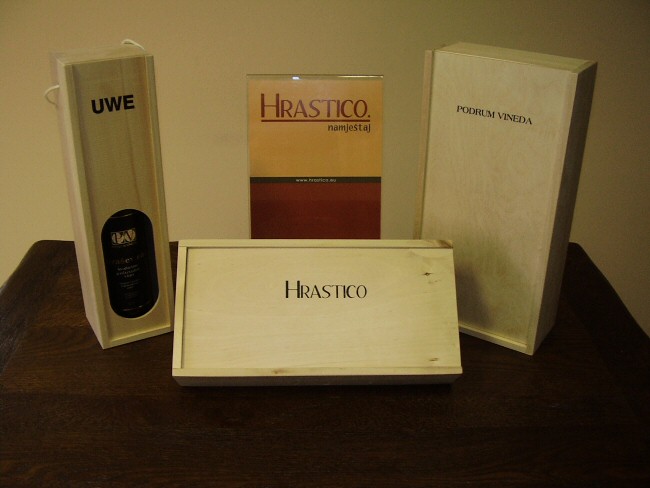 UWE
HRASTICO.
namještaj
www.hrastico.eu
PODRUM VINEDA
HRASTICO